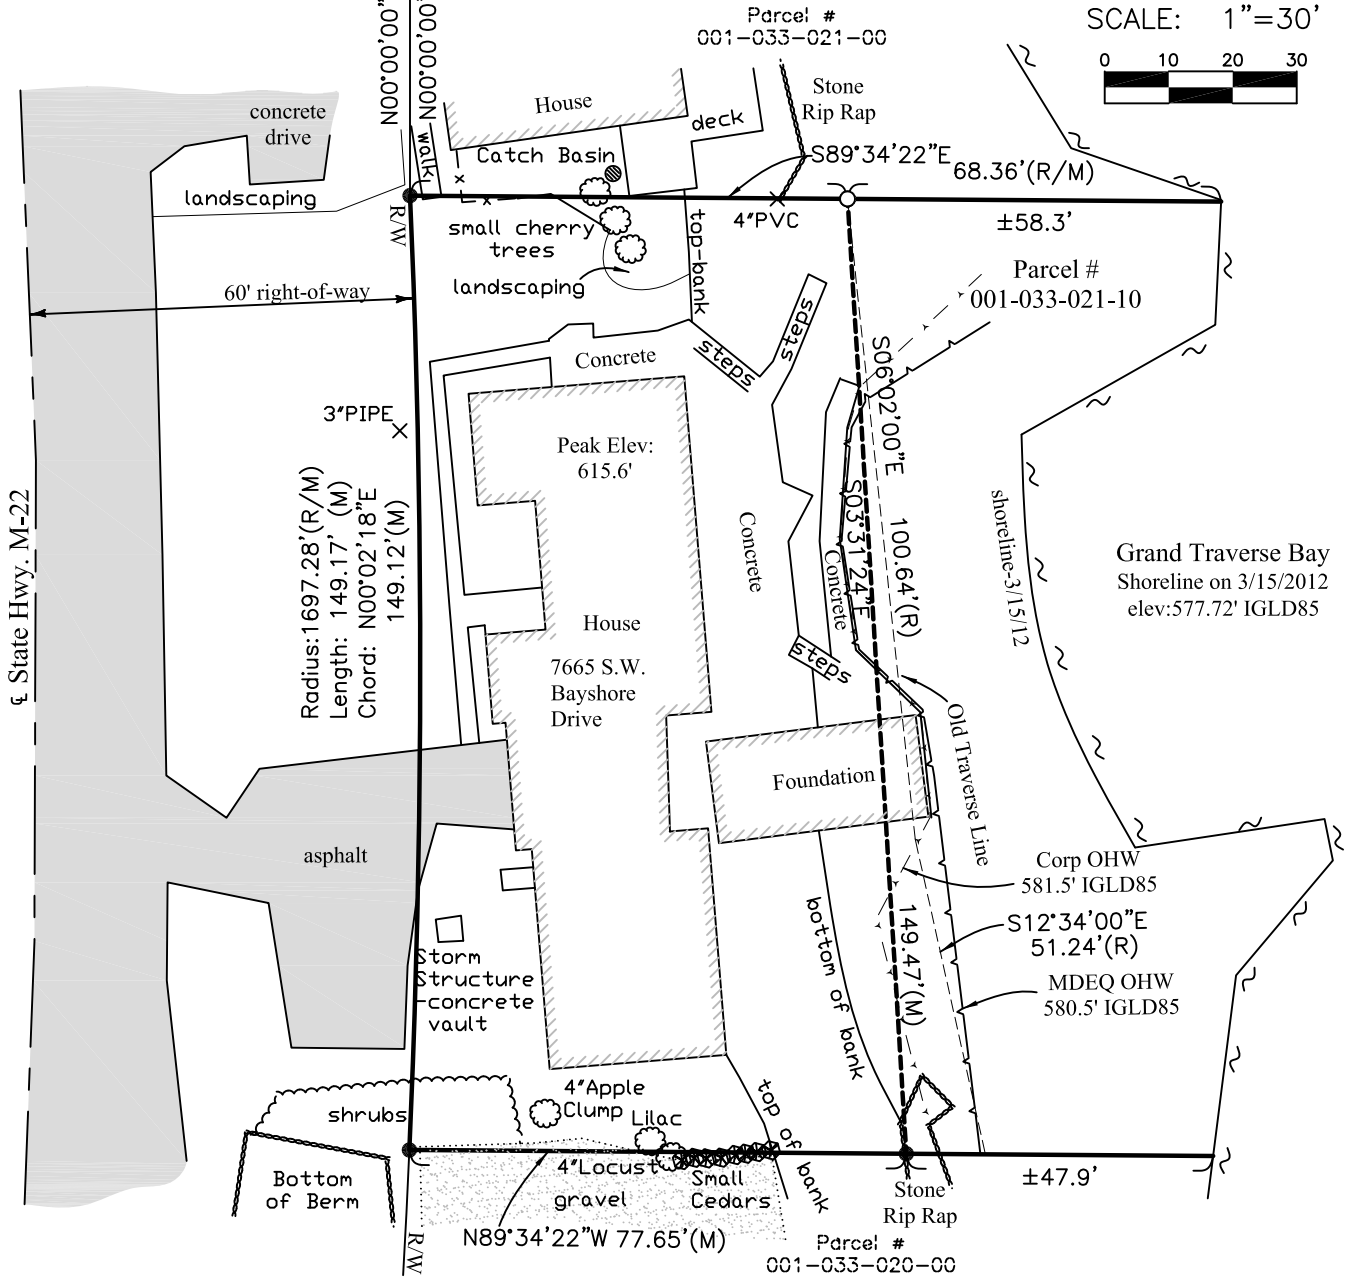 Parcel #
001-033-021-00
SCALE: 1"=30'
0 10 20 30
N00°00'00"
00'00.00N
concrete
drive
House
deck
Stone
Rip Rap
walk
Catch Basin
S89°34'22"E
68.36'(R/M)
landscaping
R/W
small cherry
trees
landscaping
top-bank
4"PVC
±58.3'
Parcel #
001-033-021-10
60' right-of-way
steps
steps
Concrete
3"PIPE
Peak Elev:
615.6'
S06°02'00"E
100.64'(R)
Radius:1697.28'(R/M)
Length: 149.17' (M)
Chord: N00°02'18"E
149.12'(M)
℄ State Hwy. M-22
Concrete
S03°31'24"E
Concrete
shoreline-3/15/12
Grand Traverse Bay
Shoreline on 3/15/2012
elev:577.72' IGLD85
House
7665 S.W.
Bayshore
Drive
steps
Old Traverse Line
Foundation
asphalt
Corp OHW
581.5' IGLD85
S12°34'00"E
51.24'(R)
149.47'(M)
bottom of bank
MDEQ OHW
580.5' IGLD85
Storm
Structure
-concrete
vault
shrubs
4"Apple
Clump
Lilac
top of bank
Bottom
of Berm
4"Locust
gravel
Small
Cedars
±47.9'
Stone
Rip Rap
R/W
N89°34'22"W 77.65'(M)
Parcel #
001-033-020-00